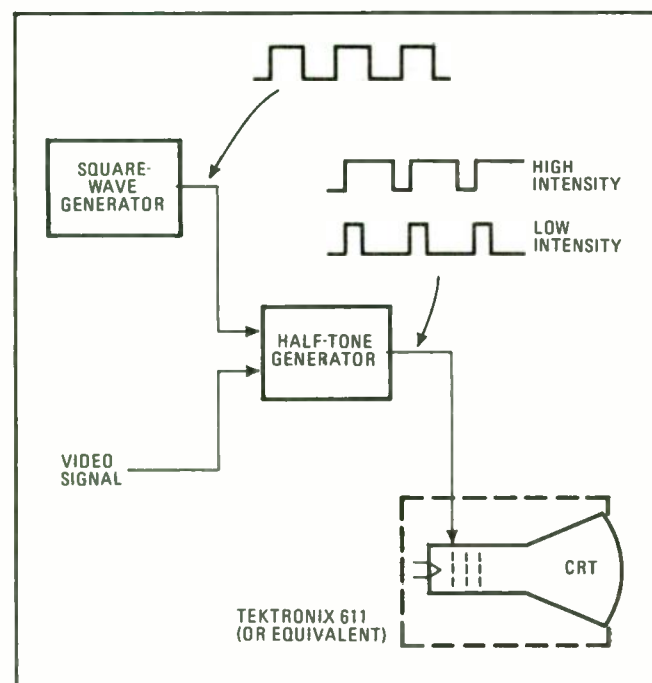 SQUARE-
WAVE
GENERATOR
HIGH
INTENSITY
LOW
INTENSITY
HALF-TONE
GENERATOR
VIDEO
SIGNAL
CRT
TEKTRONIX 611
(OR EQUIVALENT)